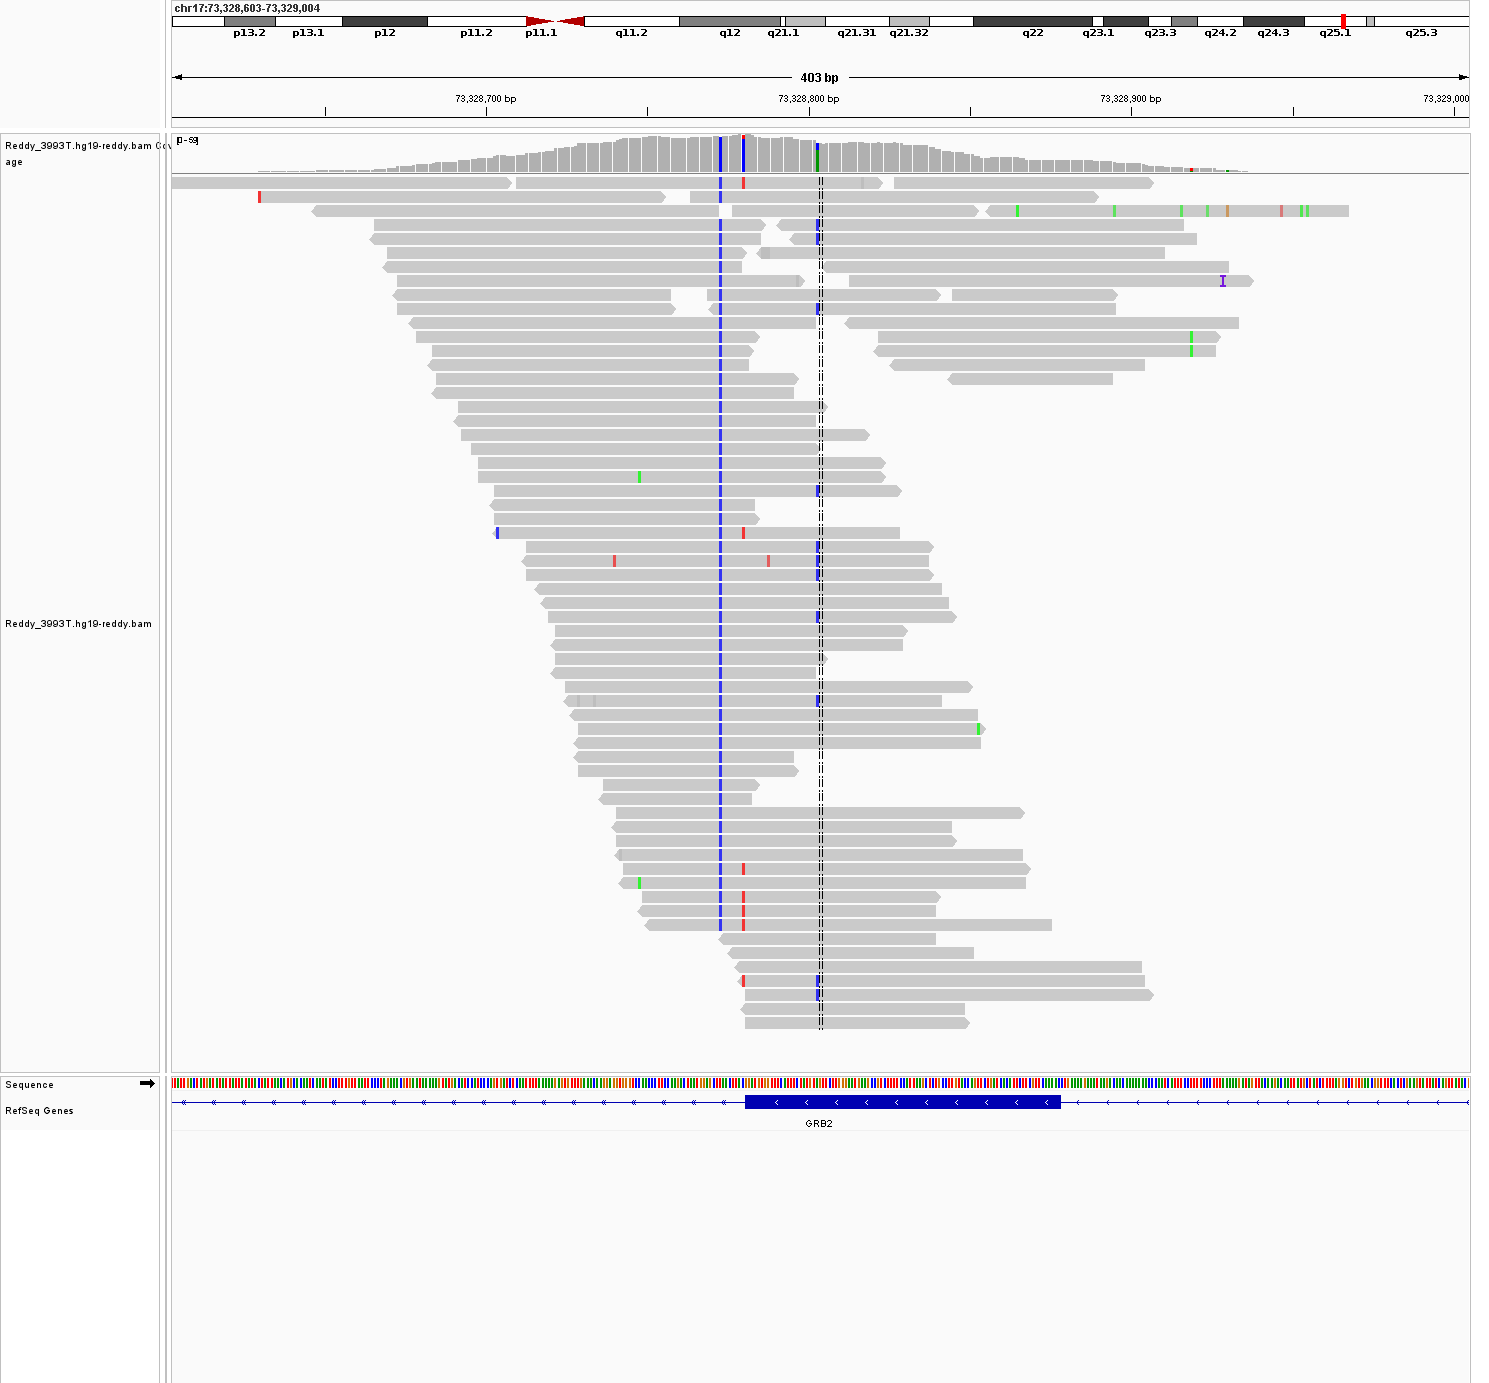 chr17:73,328,603-73,329,004
p13.2 p13.1 p12 p11.2 p11.1 q11.2 q12 q21.1 q21.31 q21.32 q22 q23.1 q23.3 q24.2 q24.3 q25.1 q25.3
403 bp
73,328,700 bp 73,328,800 bp 73,328,900 bp 73,329,000
Reddy_3993T.hg19-reddy.bam Cov
age
[0-59]
Reddy_3993T.hg19-reddy.bam
Sequence
RefSeq Genes
GRB2